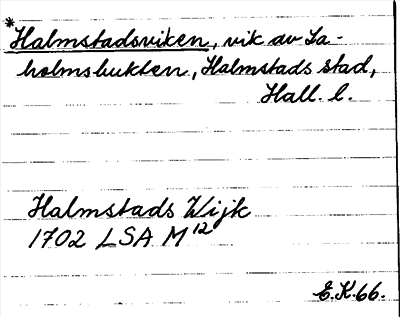 *Halmstadsviken, vik av La-
holmsbukten, Halmstads stad,
Hall. l.
Halmstads Wijk
1702 LSA M¹²
E.K.66.